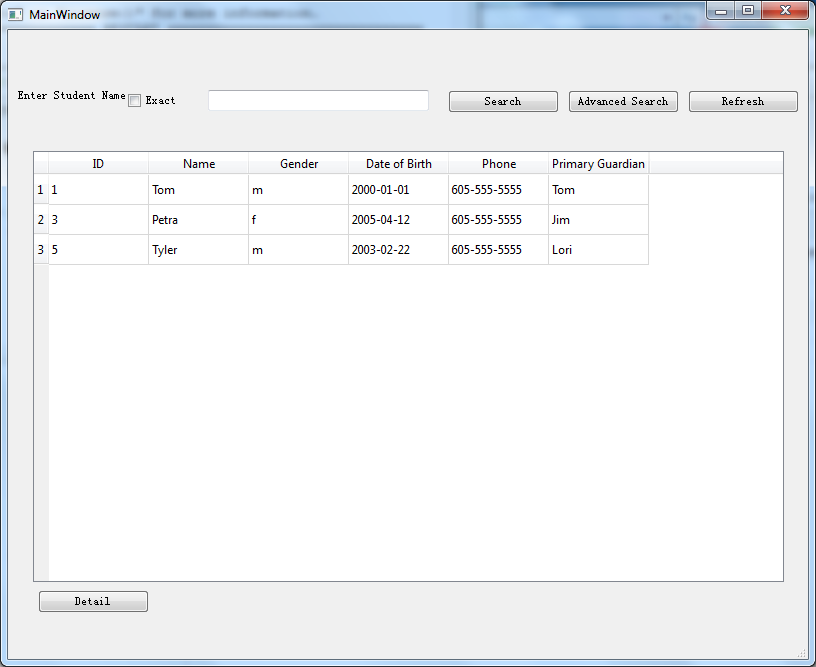 MainWindow
Enter Student Name Exact Search Advanced Search Refresh
ID Name Gender Date of Birth Phone Primary Guardian
1 1 Tom m 2000-01-01 605-555-5555 Tom
2 3 Petra f 2005-04-12 605-555-5555 Jim
3 5 Tyler m 2003-02-22 605-555-5555 Lori
Detail